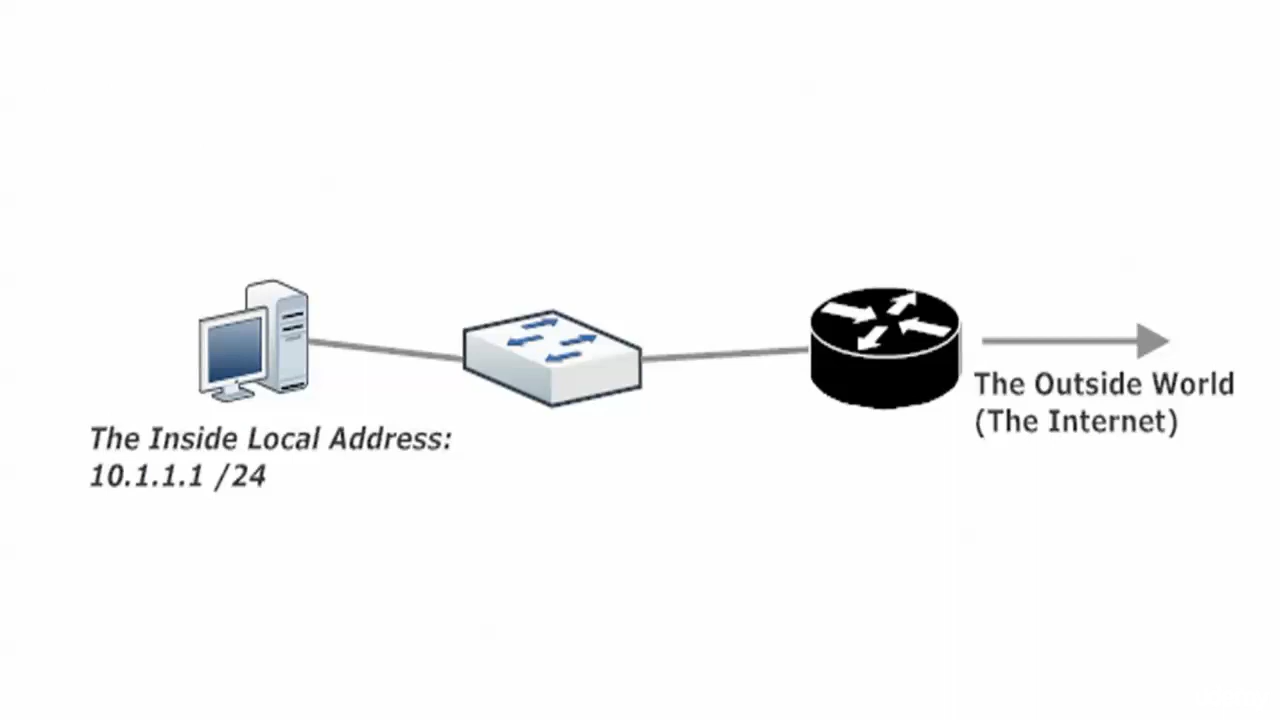 The Inside Local Address:
10.1.1.1 /24
The Outside World
(The Internet)